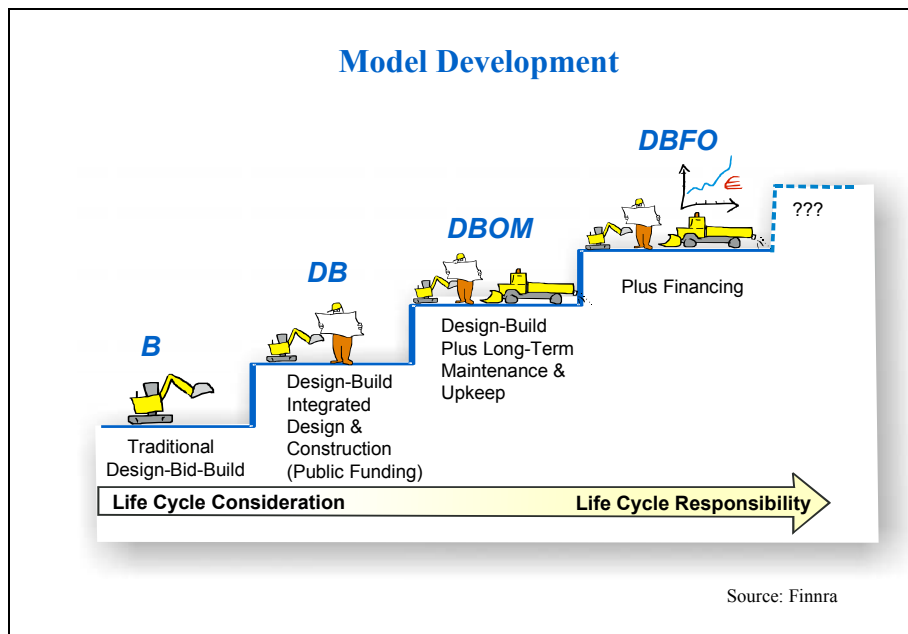 Model Development
DBFO
€
???
DBOM
Plus Financing
DB
Design-Build
Plus Long-Term
Maintenance &
Upkeep
B
Design-Build
Integrated
Design &
Construction
(Public Funding)
Traditional
Design-Bid-Build
Life Cycle Consideration
Life Cycle Responsibility
Source: Finnra